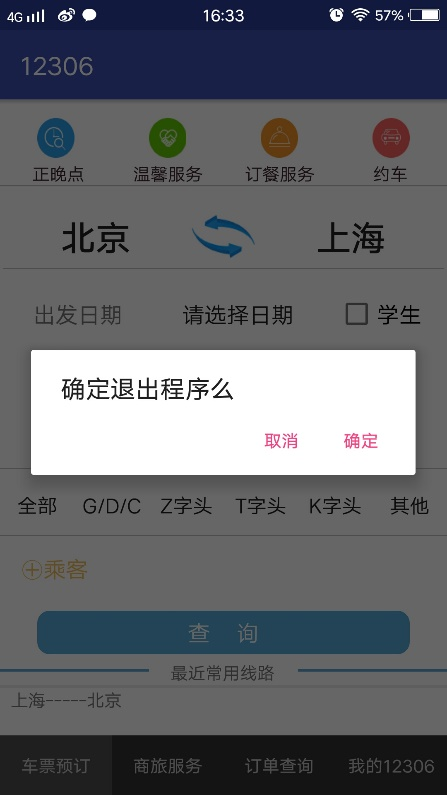 4G 16:33 57%
12306
正晚点 温馨服务 订餐服务 约车
北京 上海
出发日期 请选择日期 学生
确定退出程序么
取消 确定
全部 G/D/C Z字头 T字头 K字头 其他
乘客
查 询
最近常用线路
上海-----北京
车票预订 商旅服务 订单查询 我的12306